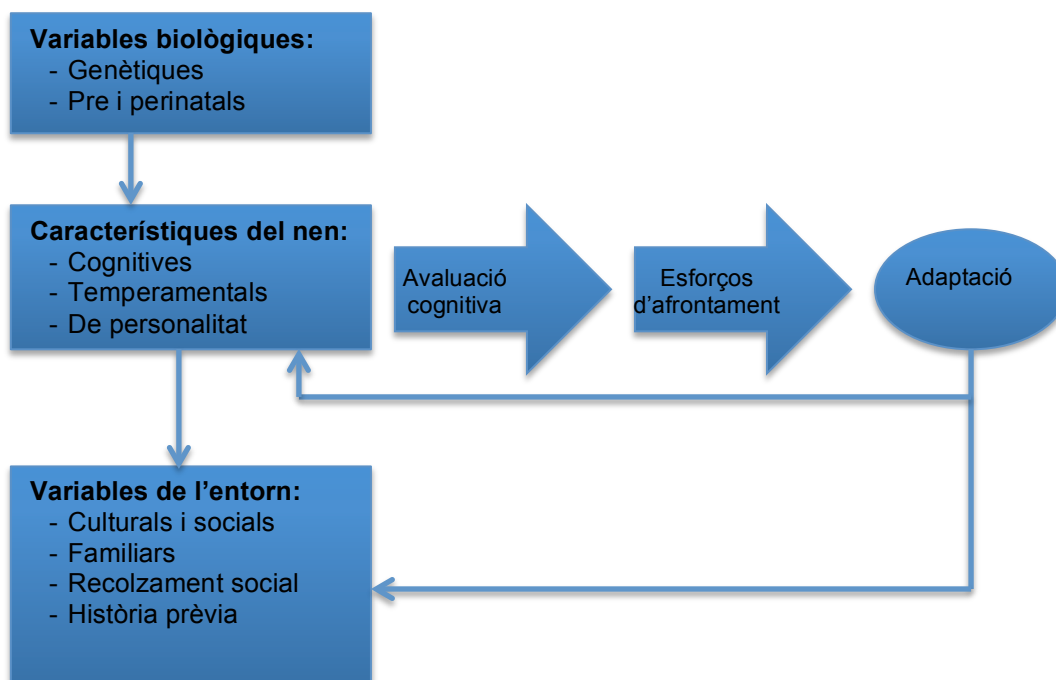 Variables biològiques:
- Genètiques
- Pre i perinatals
Característiques del nen:
- Cognitives
- Temperamentals
- De personalitat
Avaluació
cognitiva
Esforços
d’afrontament
Adaptació
Variables de l’entorn:
- Culturals i socials
- Familiars
- Recolzament social
- Història prèvia